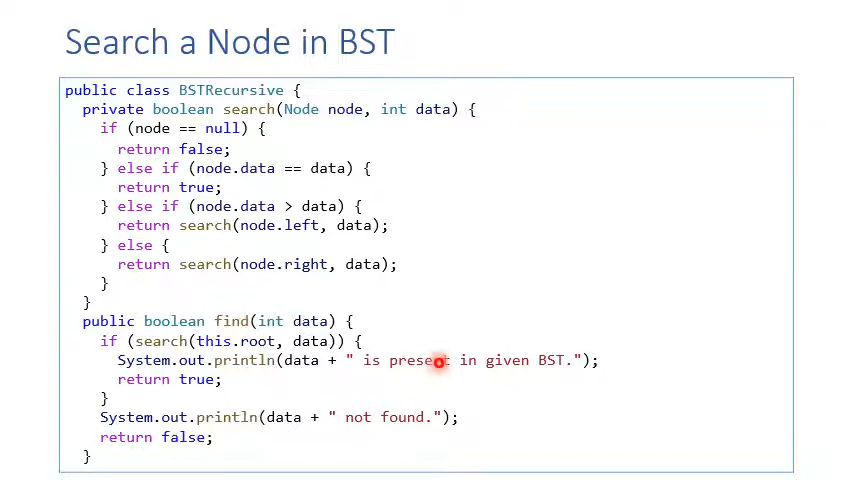 Search a Node in BST
public class BSTRecursive {
private boolean search(Node node, int data) {
if (node == null) {
return false;
} else if (node.data == data) {
return true;
} else if (node.data > data) {
return search(node.left, data);
} else {
return search(node.right, data);
}
}
public boolean find(int data) {
if (search(this.root, data)) {
System.out.println(data + " is present in given BST.");
return true;
}
System.out.println(data + " not found.");
return false;
}